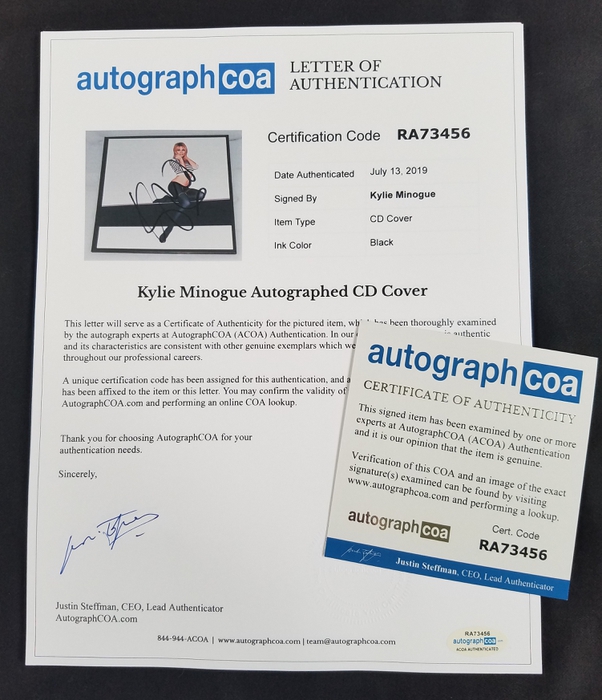 autographcoa LETTER OF
AUTHENTICATION
Certification Code RA73456
Date Authenticated July 13, 2019
Signed By Kylie Minogue
Item Type CD Cover
Ink Color Black
Kylie Minogue Autographed CD Cover
This letter will serve as a Certificate of Authenticity for the pictured item, been thoroughly examined
by the autograph experts at AutographCOA (ACOA) Authentication. In our authentic
and its characteristics are consistent with other genuine exemplars which we
throughout our professional careers.
A unique certification code has been assigned for this authentication, and a
has been affixed to the item or this letter. You may confirm the validity of
AutographCOA.com and performing an online COA lookup.
Thank you for choosing AutographCOA for your
authentication needs.
Sincerely,
Justin Steffman, CEO, Lead Authenticator
AutographCOA.com
844-944-ACOA | www.autographcoa.com | team@autographcoa.com
RA73456
autographcoa
ACOA AUTHENTICATED
autographcoa
CERTIFICATE OF AUTHENTICITY
This signed item has been examined by one or more
experts at AutographCOA (ACOA) Authentication
and it is our opinion that the item is genuine.
Verification of this COA and an image of the exact
signature(s) examined can be found by visiting
www.autographcoa.com and performing a lookup.
autographcoa
Cert. Code
RA73456
Justin Steffman, CEO, Lead Authenticator